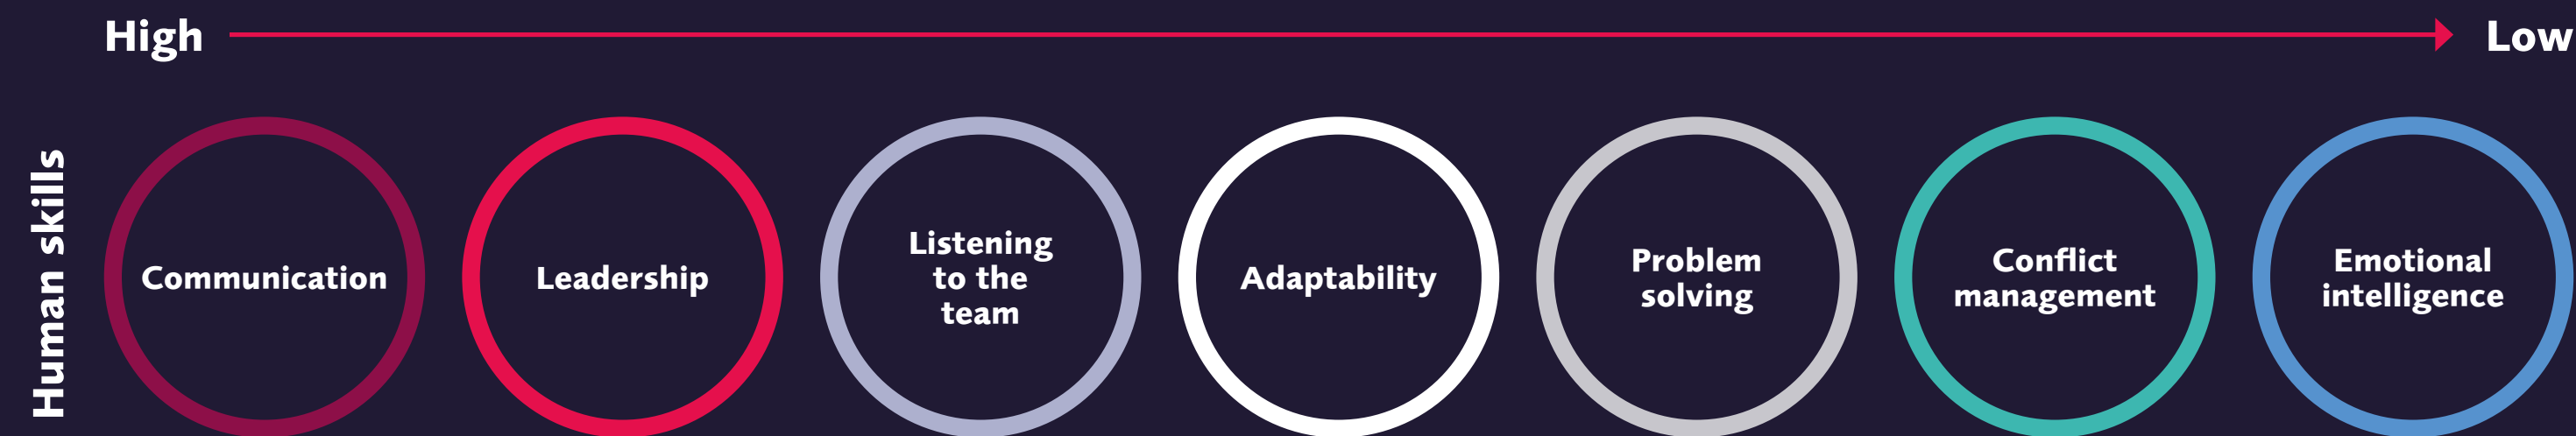 High
Low
Human skills
Communication
Leadership
Listening
to the
team
Adaptability
Problem
solving
Conflict
management
Emotional
intelligence